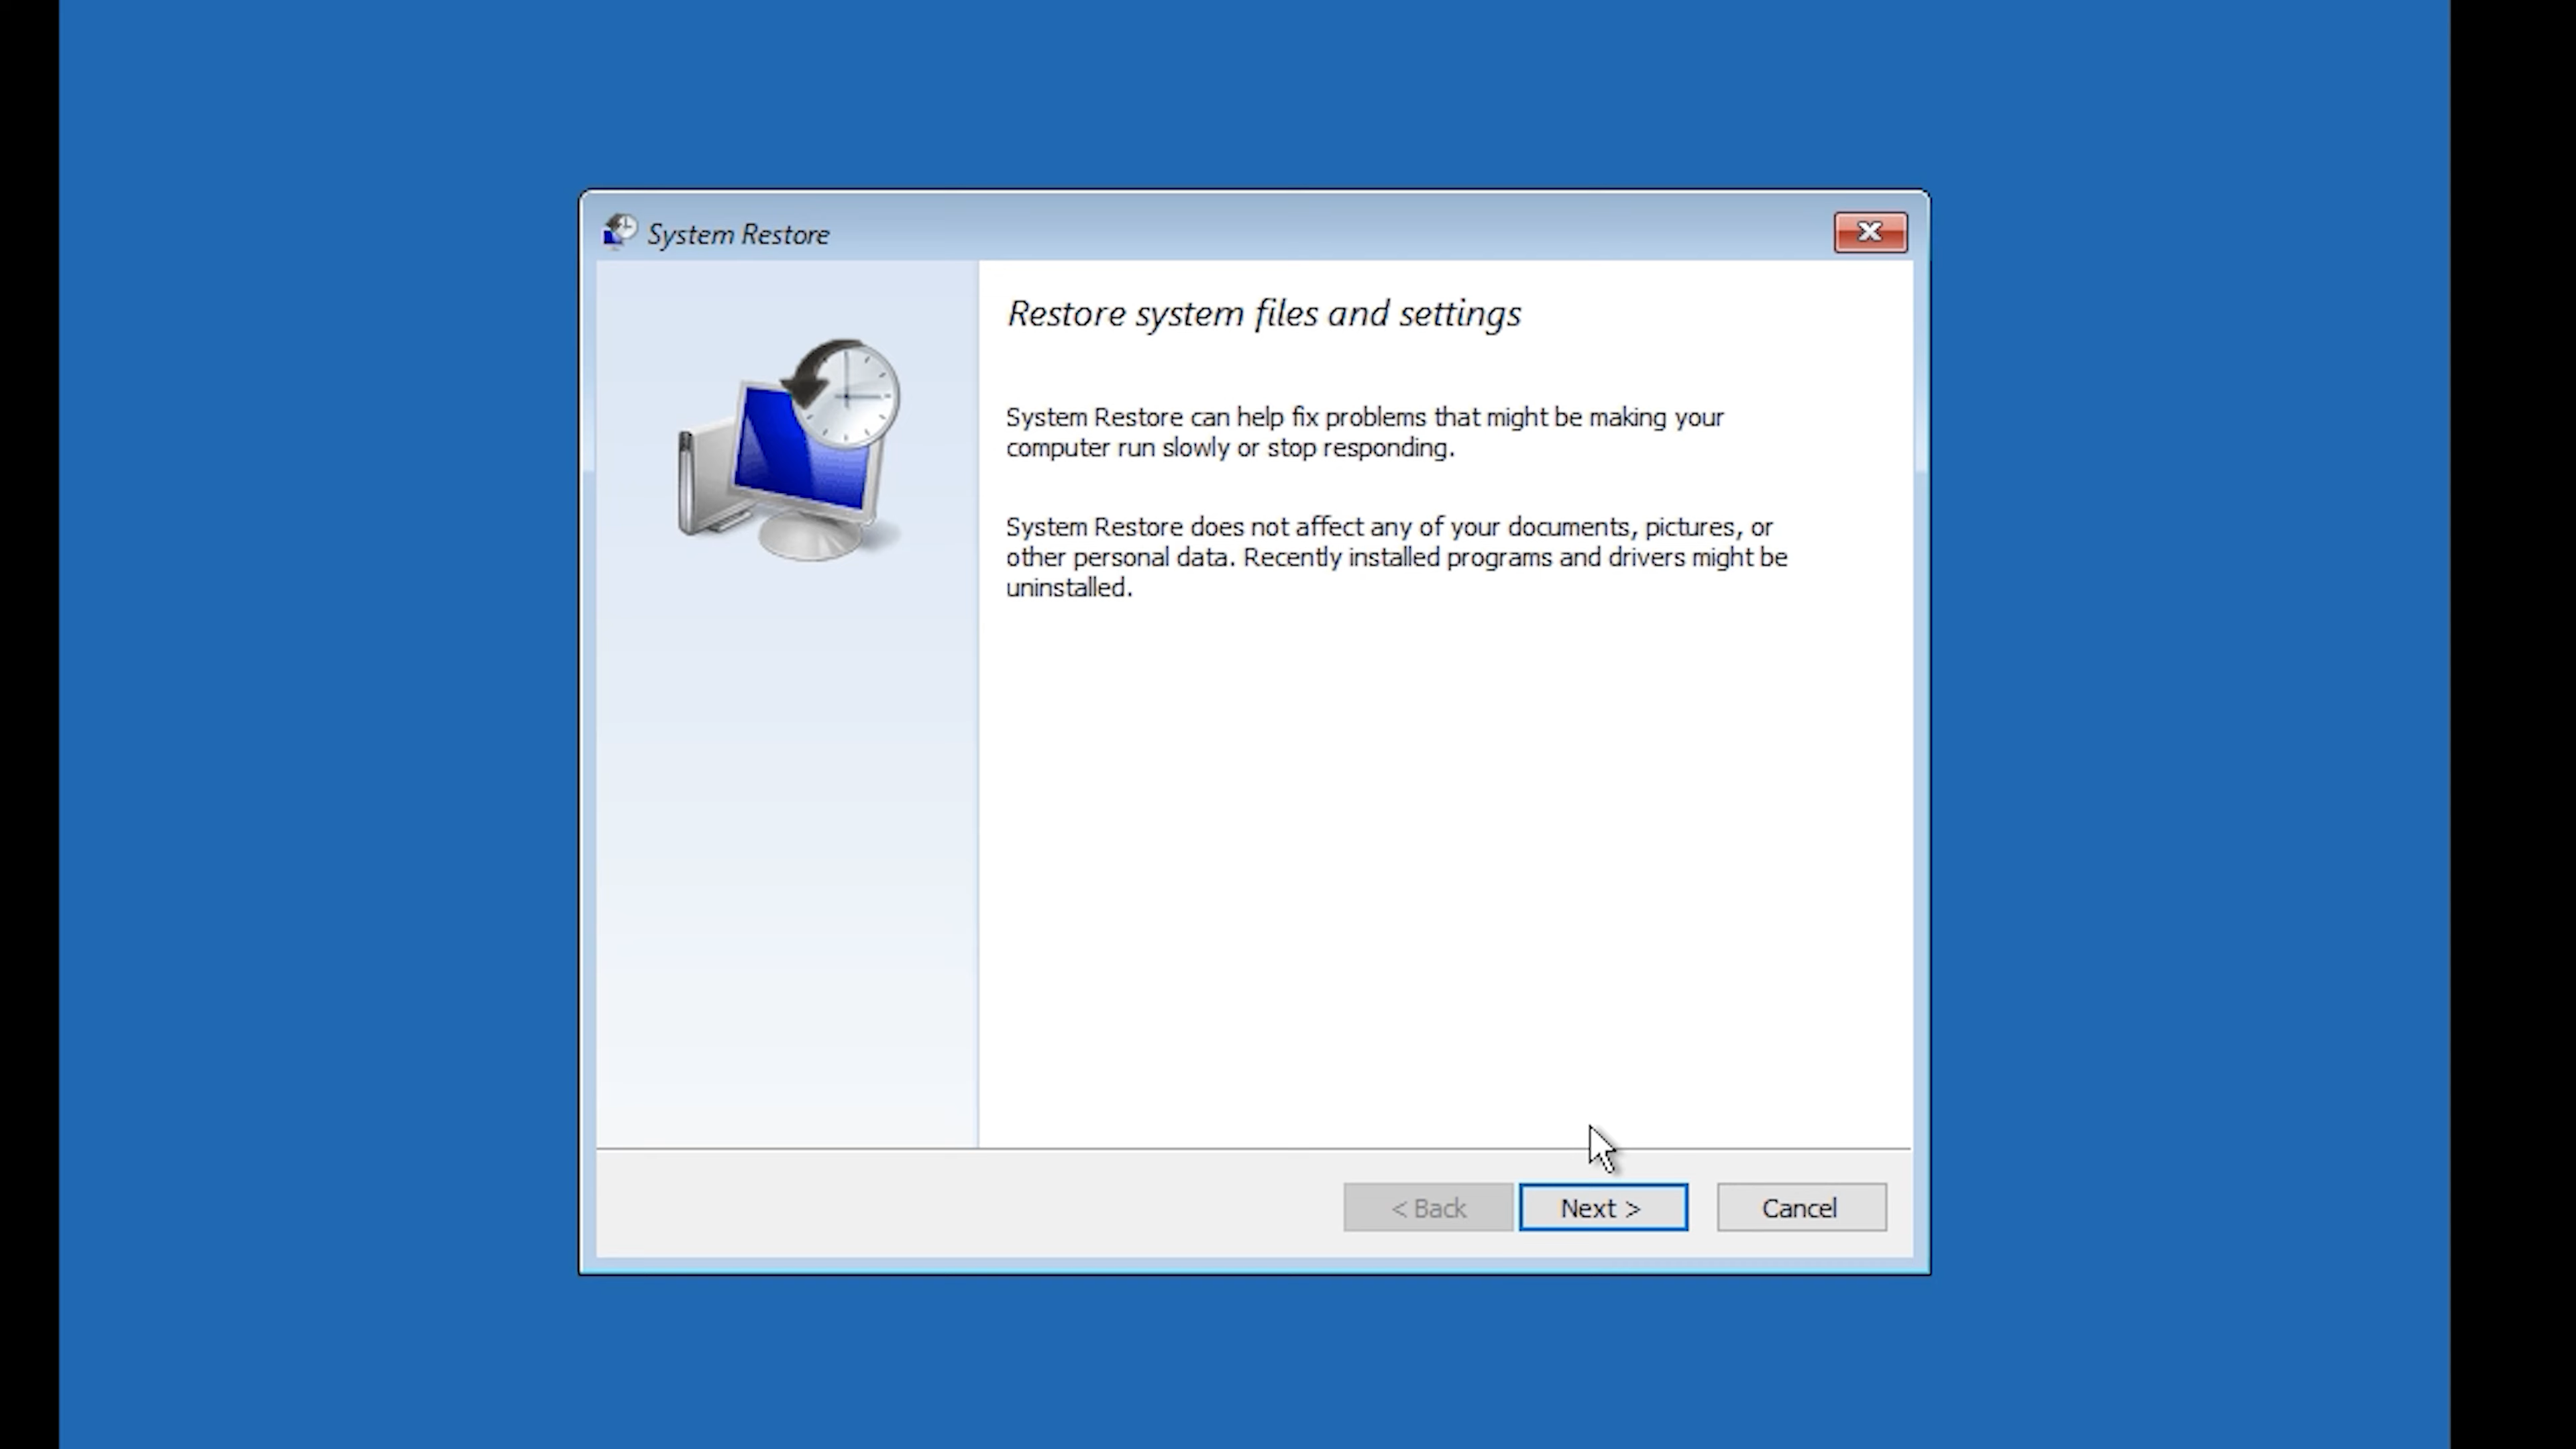 System Restore
Restore system files and settings
System Restore can help fix problems that might be making your
computer run slowly or stop responding.
System Restore does not affect any of your documents, pictures, or
other personal data. Recently installed programs and drivers might be
uninstalled.
< Back Next > Cancel